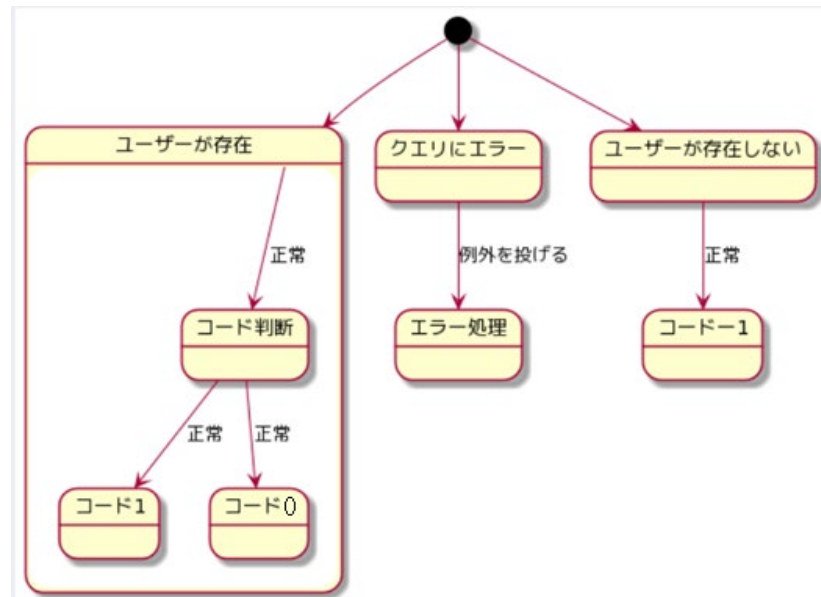 ユーザーが存在
クエリにエラー
ユーザーが存在しない
正常
例外を投げる
正常
コード判断
エラー処理
コードー1
正常
正常
コード1
コード()